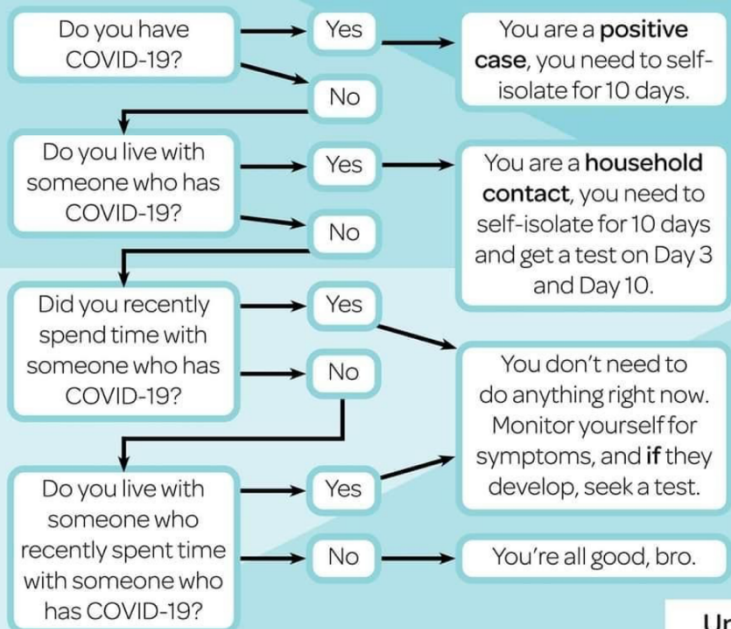 Do you have
COVID-19?
Yes
You are a positive
case, you need to self-
isolate for 10 days.
No
Do you live with
someone who has
COVID-19?
Yes
You are a household
contact, you need to
self-isolate for 10 days
and get a test on Day 3
and Day 10.
No
Did you recently
spend time with
someone who has
COVID-19?
Yes
No
You don't need to
do anything right now.
Monitor yourself for
symptoms, and if they
develop, seek a test.
Do you live with
someone who
recently spent time
with someone who
has COVID-19?
Yes
No
You're all good, bro.